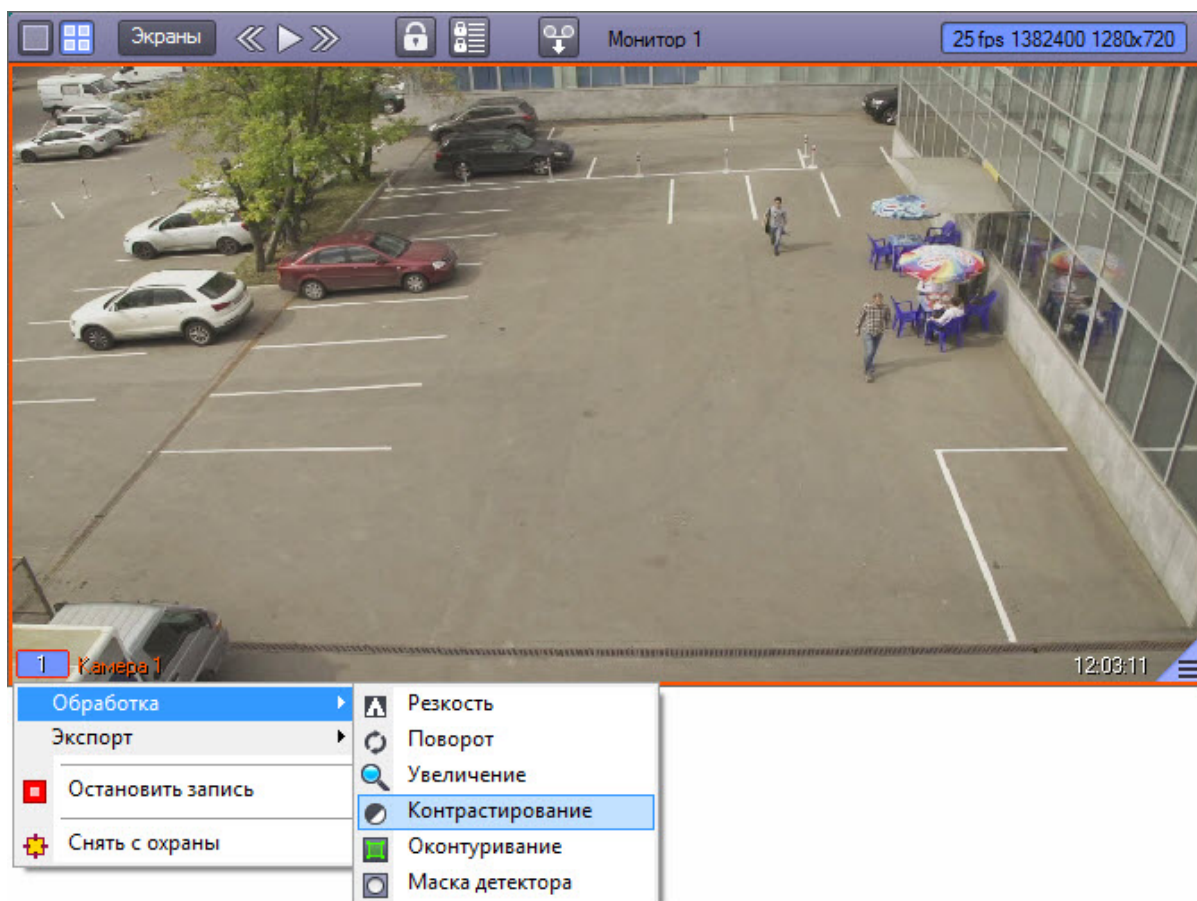 Экраны
Монитор 1
25 fps 1382400 1280x720
1
Камера 1
12:03:11
Обработка
Экспорт
Остановить запись
Снять с охраны
Резкость
Поворот
Увеличение
Контрастирование
Оконтуривание
Маска детектора